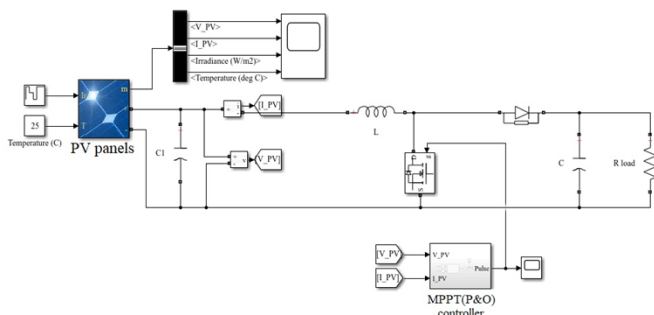 <V_PV>
<I_PV>
<Irradiance (W/m2)>
<Temperature (deg C)>
m
T
25
Temperature (C)
PV panels
C1
[I_PV]
[V_PV]
L
C
R load
[V_PV
[I_PV]
V_PV
I_PV
Pulse
MPPT(P&O)
controller